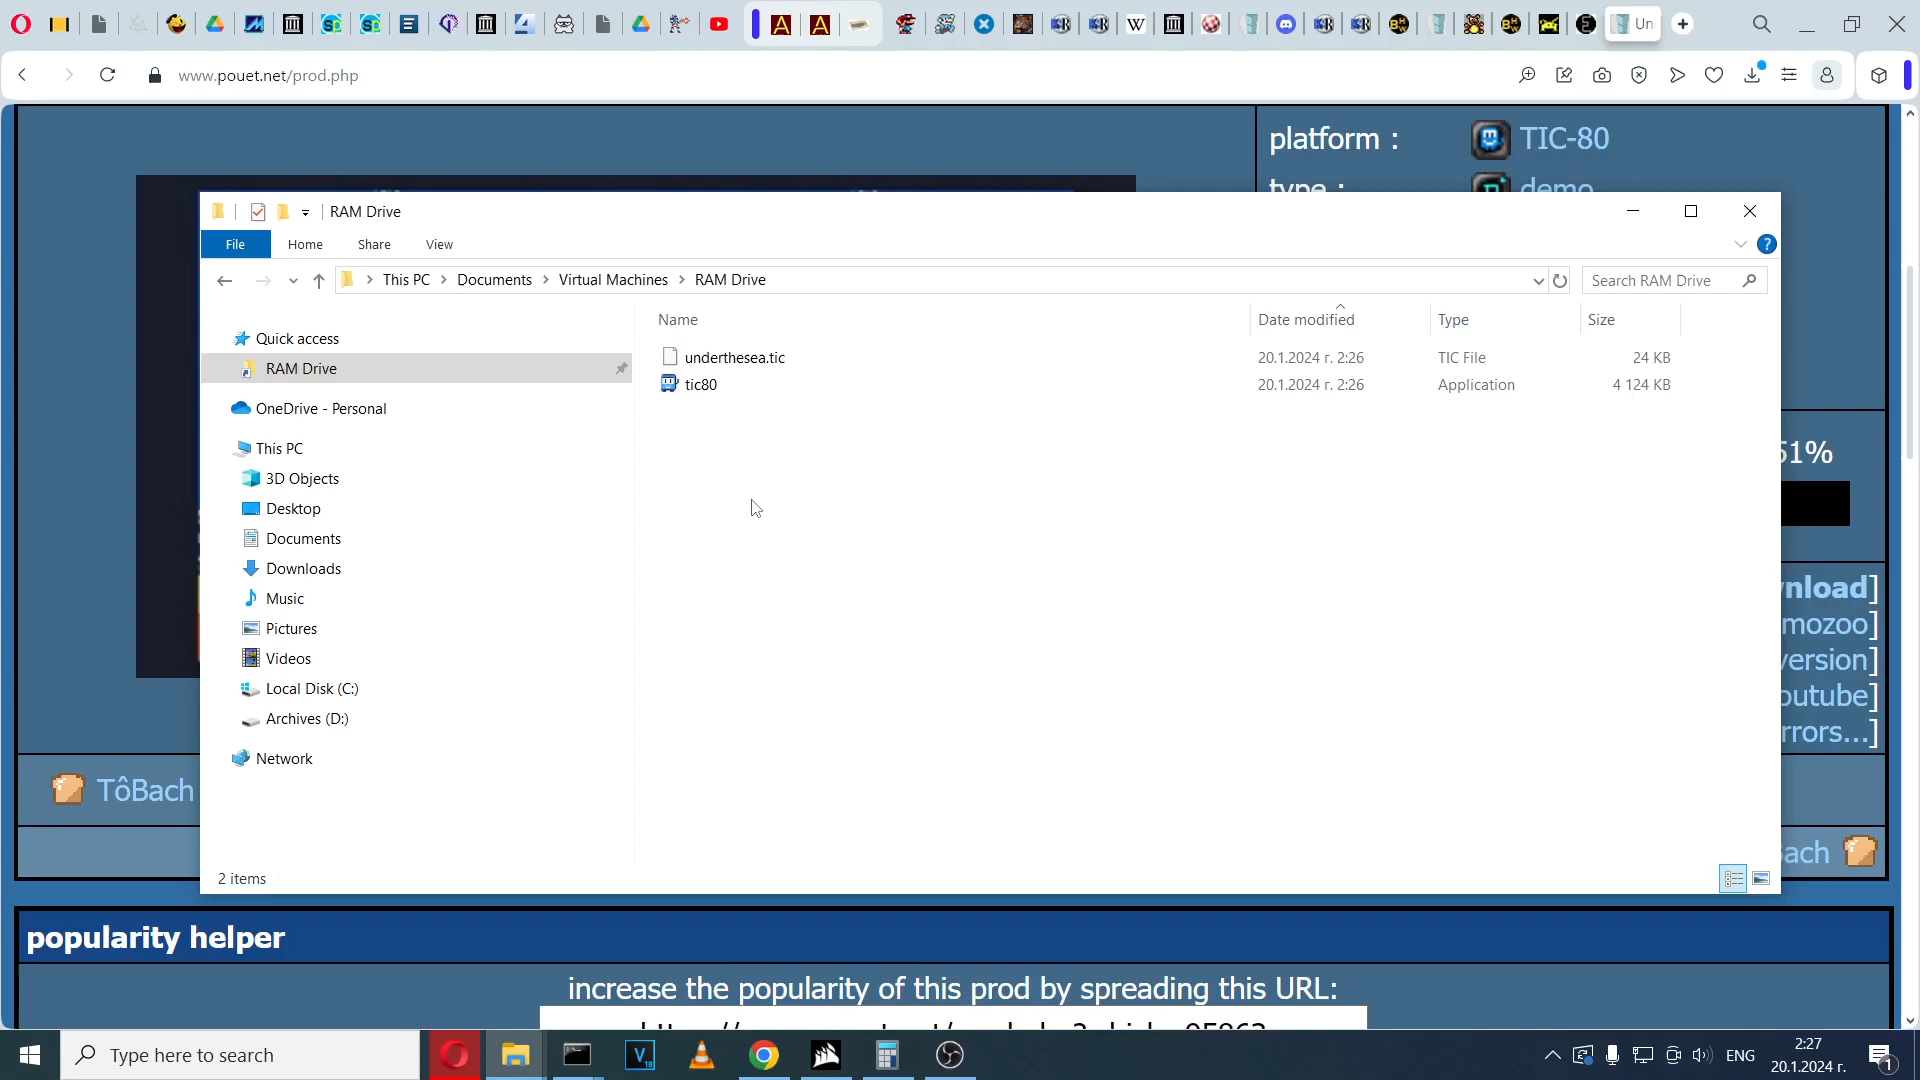 Un
www.pouet.net/prod.php
platform :
TIC-80
type :
demo
RAM Drive
File
Home
Share
View
This PC
Documents
Virtual Machines
RAM Drive
Search RAM Drive
Name
Date modified
Type
Size
underthesea.tic
20.1.2024 г. 2:26
TIC File
24 KB
tic80
20.1.2024 г. 2:26
Application
4 124 KB
Quick access
RAM Drive
OneDrive - Personal
This PC
3D Objects
Desktop
Documents
Downloads
Music
Pictures
Videos
Local Disk (C:)
Archives (D:)
Network
2 items
51%
nload]
mozoo]
version]
outube]
rrors...]
TôBach
ach
popularity helper
increase the popularity of this prod by spreading this URL:
Type here to search
ENG
2:27
20.1.2024 г.
1